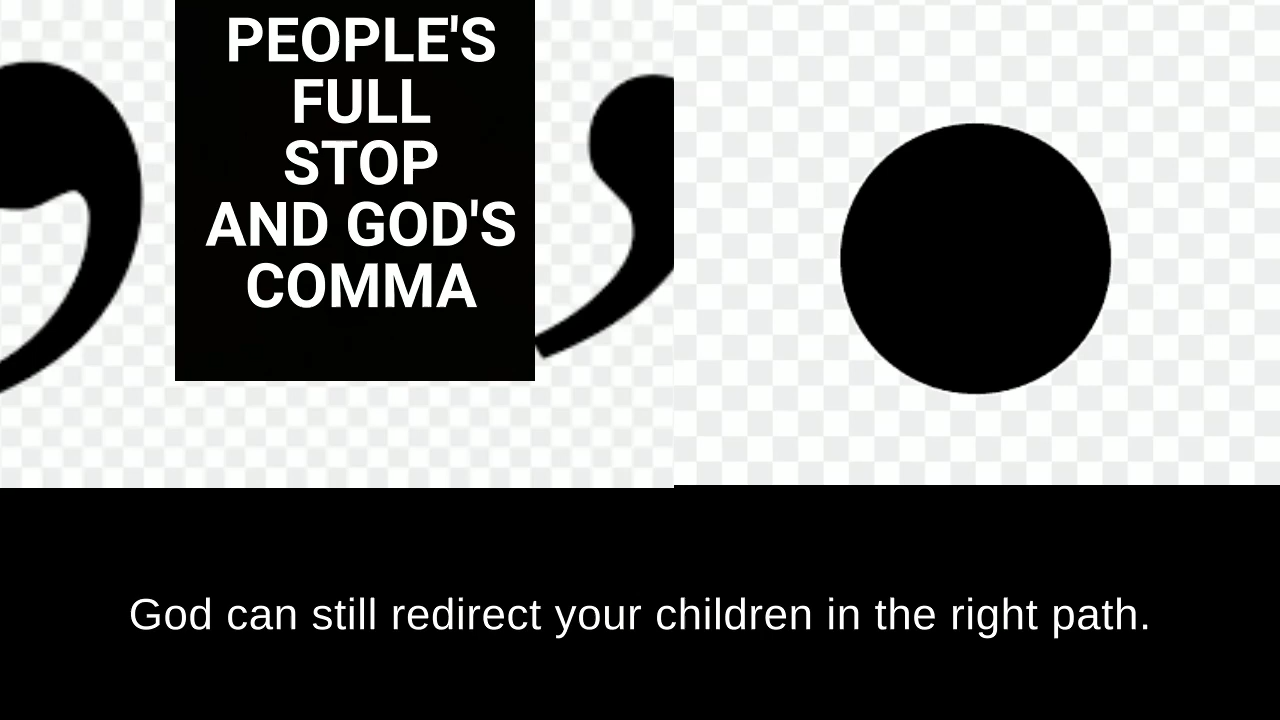 PEOPLE'S
FULL
STOP
AND GOD'S
COMMA
God can still redirect your children in the right path.